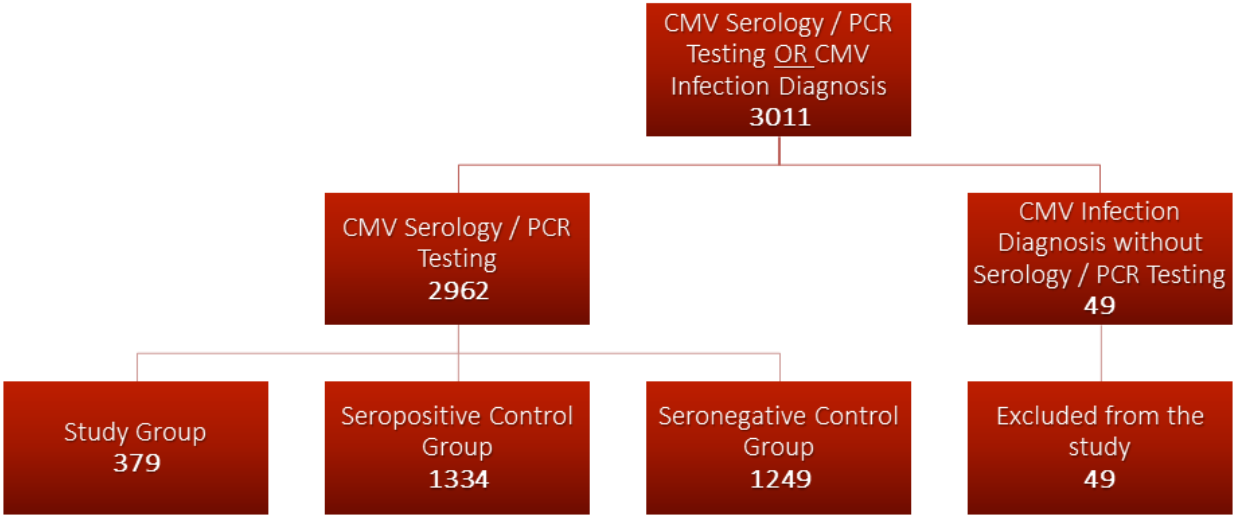 CMV Serology / PCR
Testing OR CMV
Infection Diagnosis
3011
CMV Serology / PCR
Testing
2962
CMV Infection
Diagnosis without
Serology / PCR Testing
49
Study Group
379
Seropositive Control
Group
1334
Seronegative Control
Group
1249
Excluded from the
study
49